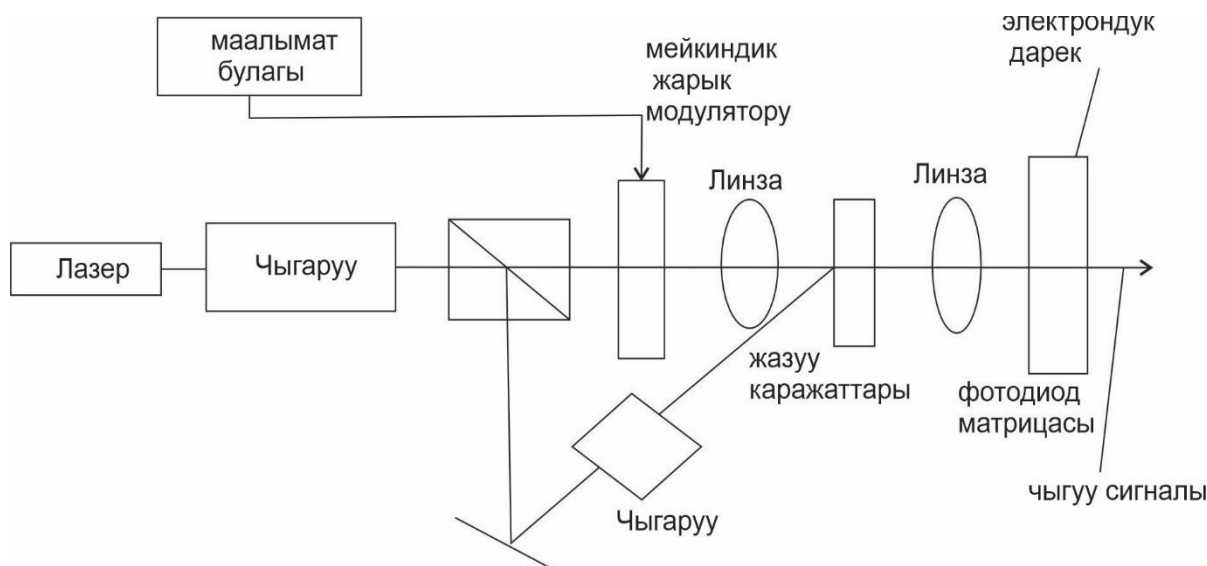 маалымат
булагы
мейкиндик
жарык
модулятору
электрондук
дарек
Линза
Линза
Лазер
Чыгаруу
жазуу
каражаттары
фотодиод
матрицасы
Чыгаруу
чыгуу сигналы